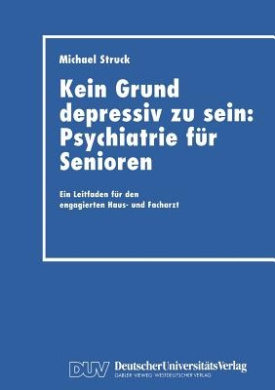 Michael Struck
Kein Grund
depressiv zu sein:
Psychiatrie für
Senioren
Ein Leitfaden für den
engagierten Haus- und Facharzt
DUV DeutscherUniversitätsVerlag
GABLER · VIEWEG · WESTDEUTSCHER VERLAG